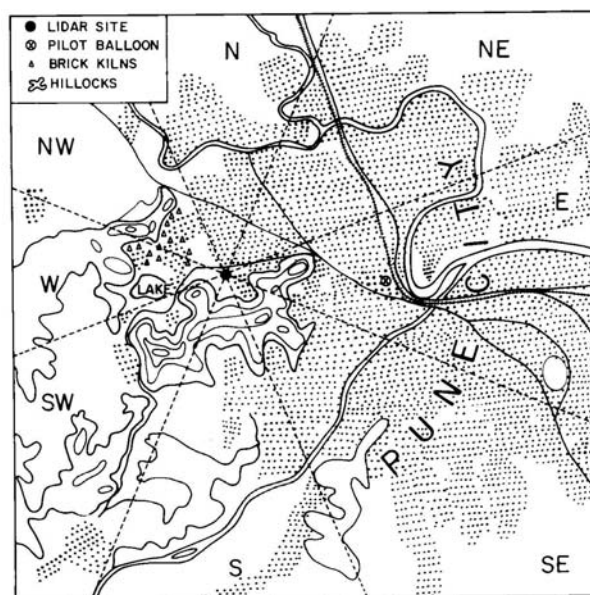 LIDAR SITE
PILOT BALLOON
BRICK KILNS
HILLOCKS
N
NE
NW
E
W
LAKE
SW
PUNE CITY
S
SE